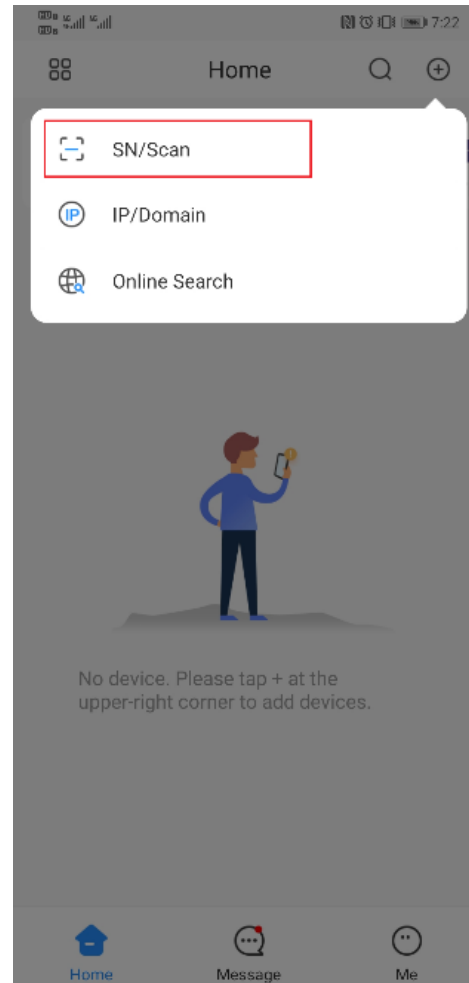 7:22
Home
SN/Scan
IP
IP/Domain
Online Search
No device. Please tap + at the
upper-right corner to add devices.
Home
Message
Me